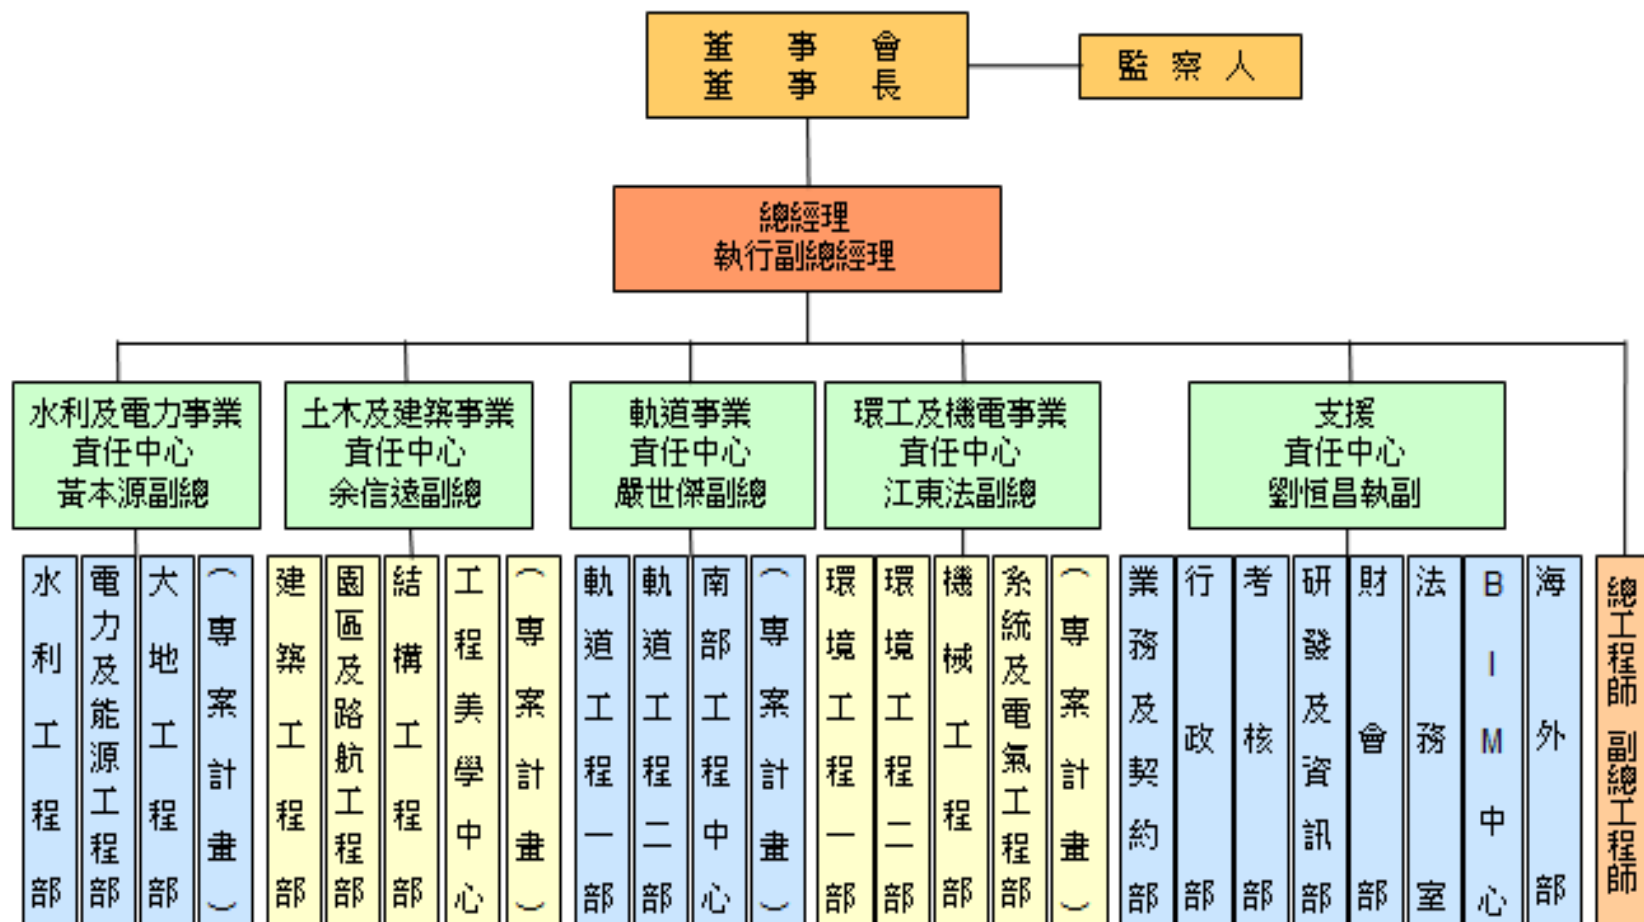 董事會
董事長
監察人
總經理
執行副總經理
水利及電力事業
責任中心
黃本源副總
土木及建築事業
責任中心
余信遠副總
軌道事業
責任中心
嚴世傑副總
環工及機電事業
責任中心
江東法副總
支援
責任中心
劉恒昌執副
水利工程部
電力及能源工程部
大地工程部
（專案計畫）
建築工程部
園區及路航工程部
結構工程部
工程美學中心
（專案計畫）
軌道工程一部
軌道工程二部
南部工程中心
（專案計畫）
環境工程一部
環境工程二部
機械工程部
系統及電氣工程部
（專案計畫）
業務及契約部
行政部
考核部
研發及資訊部
財會部
法務室
BIM中心
海外部
總工程師 副總工程師